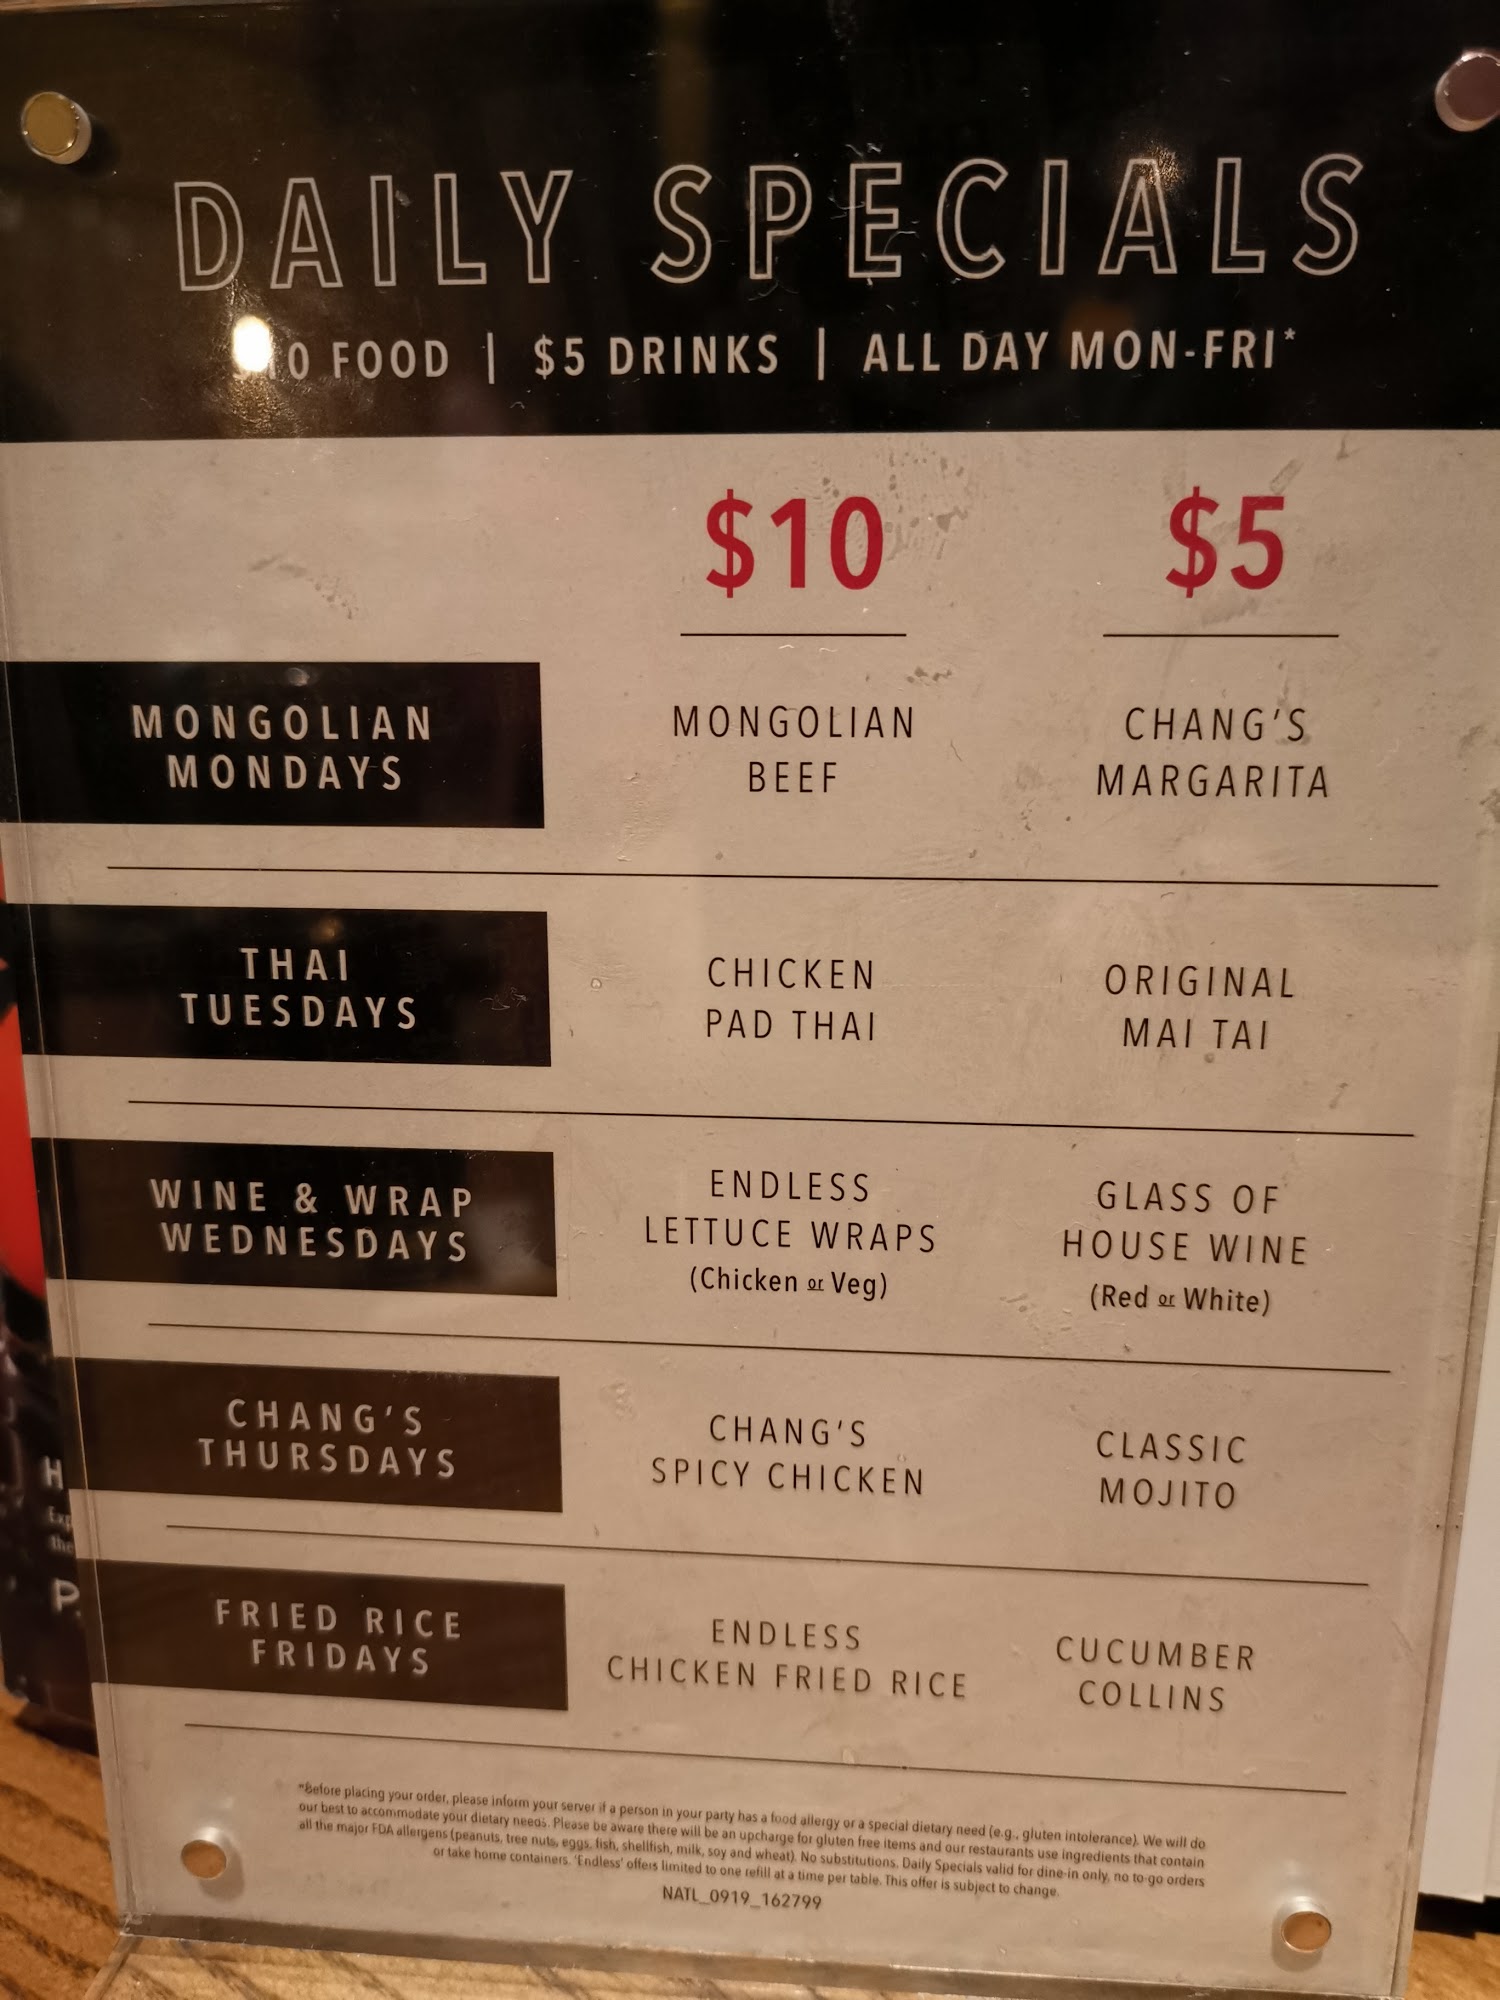 DAILY SPECIALS
0 FOOD | $5 DRINKS | ALL DAY MON-FRI*
$10 $5
MONGOLIAN
MONDAYS
MONGOLIAN
BEEF
CHANG'S
MARGARITA
THAI
TUESDAYS
CHICKEN
PAD THAI
ORIGINAL
MAI TAI
WINE & WRAP
WEDNESDAYS
ENDLESS
LETTUCE WRAPS
(Chicken or Veg)
GLASS OF
HOUSE WINE
(Red or White)
CHANG'S
THURSDAYS
CHANG'S
SPICY CHICKEN
CLASSIC
MOJITO
FRIED RICE
FRIDAYS
ENDLESS
CHICKEN FRIED RICE
CUCUMBER
COLLINS
*Before placing your order, please inform your server if a person in your party has a food allergy or a special dietary need (e.g., gluten intolerance). We will do
our best to accommodate your dietary needs. Please be aware there will be an upcharge for gluten free items and our restaurants use ingredients that contain
all the major FDA allergens (peanuts, tree nuts, eggs, fish, shellfish, milk, soy and wheat). No substitutions. Daily Specials valid for dine-in only, no to-go orders
or take home containers. 'Endless' offers limited to one refill at a time per table. This offer is subject to change.
NATL_0919_162799